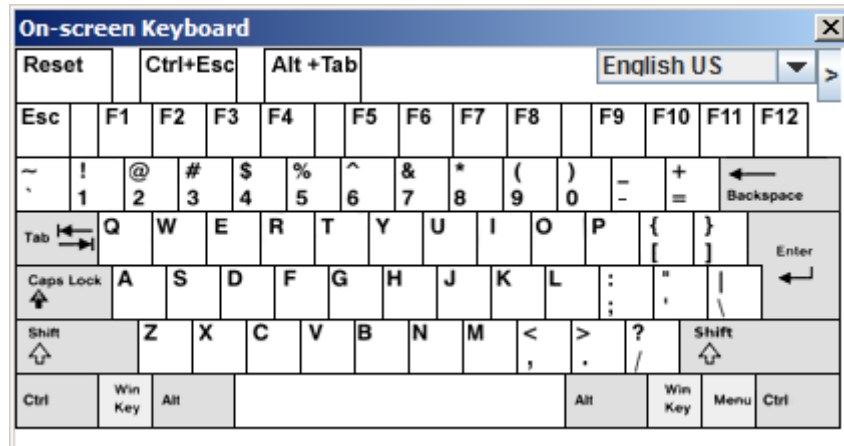 On-screen Keyboard
Reset Ctrl+Esc Alt +Tab English US >
Esc F1 F2 F3 F4 F5 F6 F7 F8 F9 F10 F11 F12
~ ! @ # $ % ^ & * ( ) _ +
` 1 2 3 4 5 6 7 8 9 0 - = Backspace
Tab Q W E R T Y U I O P { }
[ ] Enter
Caps Lock A S D F G H J K L : " |
; ' \
Shift Z X C V B N M < > ? Shift
, . /
Ctrl Win Key Alt Alt Win Key Menu Ctrl